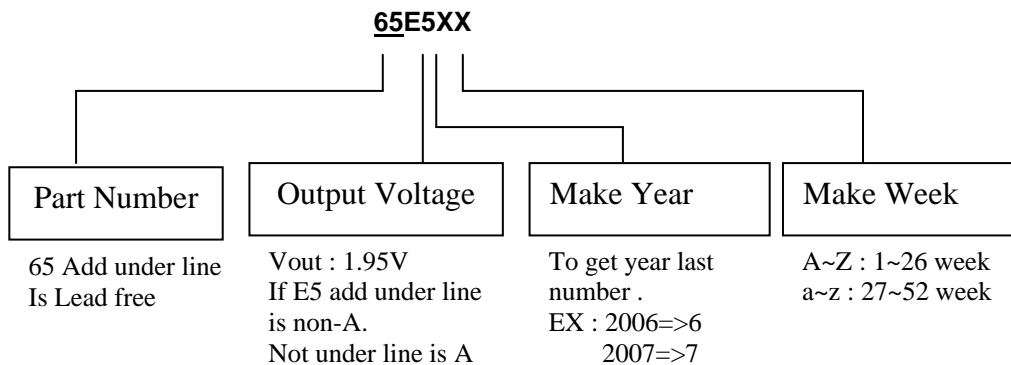 65E5XX
Part Number
65 Add under line
Is Lead free
Output Voltage
Vout : 1.95V
If E5 add under line
is non-A.
Not under line is A
Make Year
To get year last
number .
EX : 2006=>6
2007=>7
Make Week
A~Z : 1~26 week
a~z : 27~52 week